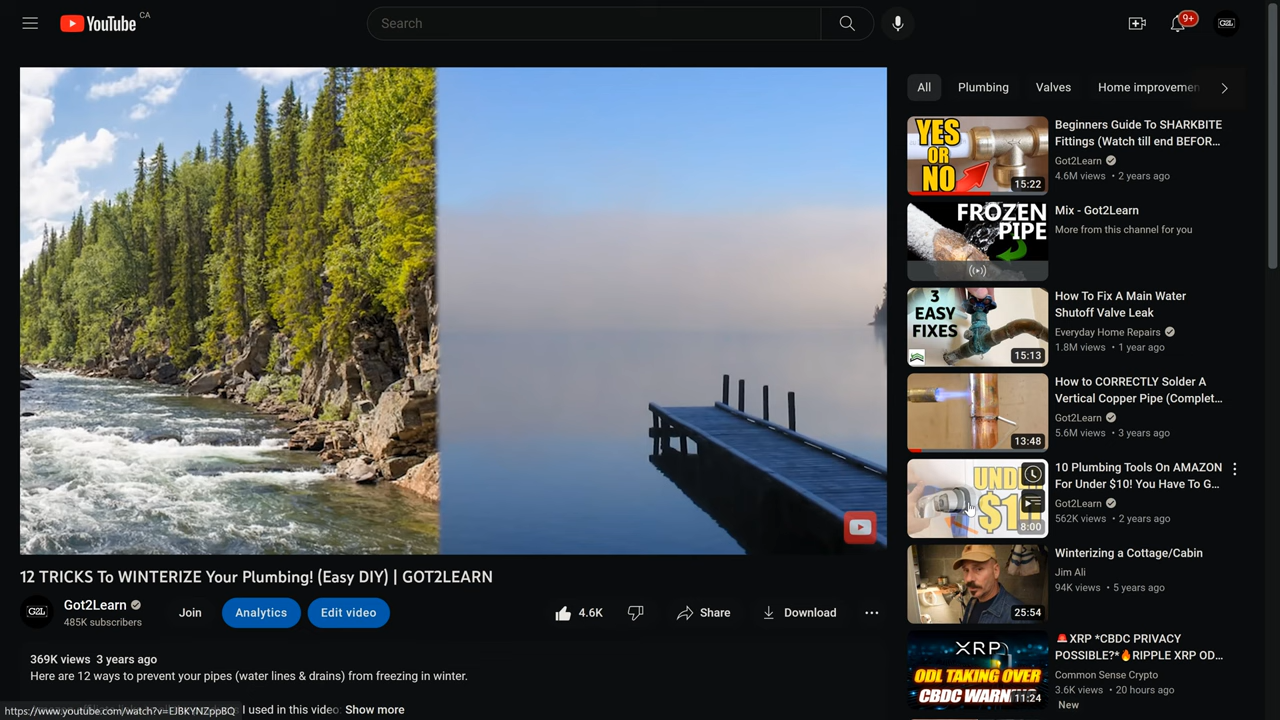 YouTube CA
Search
9+
G2L
All
Plumbing
Valves
Home improvemen
YES
OR
NO
15:22
Beginners Guide To SHARKBITE
Fittings (Watch till end BEFOR...
Got2Learn
4.6M views • 2 years ago
FROZEN
PIPE
Mix - Got2Learn
More from this channel for you
3
EASY
FIXES
15:13
How To Fix A Main Water
Shutoff Valve Leak
Everyday Home Repairs
1.8M views • 1 year ago
13:48
How to CORRECTLY Solder A
Vertical Copper Pipe (Complet...
Got2Learn
5.6M views • 3 years ago
UND
$1
8:00
10 Plumbing Tools On AMAZON
For Under $10! You Have To G...
Got2Learn
562K views • 2 years ago
25:54
Winterizing a Cottage/Cabin
Jim Ali
94K views • 5 years ago
XRP
ODL TAKING OVER
CBDC WARN
11:24
🚨XRP *CBDC PRIVACY
POSSIBLE?*🔥RIPPLE XRP OD...
Common Sense Crypto
3.6K views • 20 hours ago
New
12 TRICKS To WINTERIZE Your Plumbing! (Easy DIY) | GOT2LEARN
G2L
Got2Learn
485K subscribers
Join
Analytics
Edit video
4.6K
Share
Download
369K views 3 years ago
Here are 12 ways to prevent your pipes (water lines & drains) from freezing in winter.
I used in this video: Show more
https://www.youtube.com/watch?v=EJBKYNZppBQ